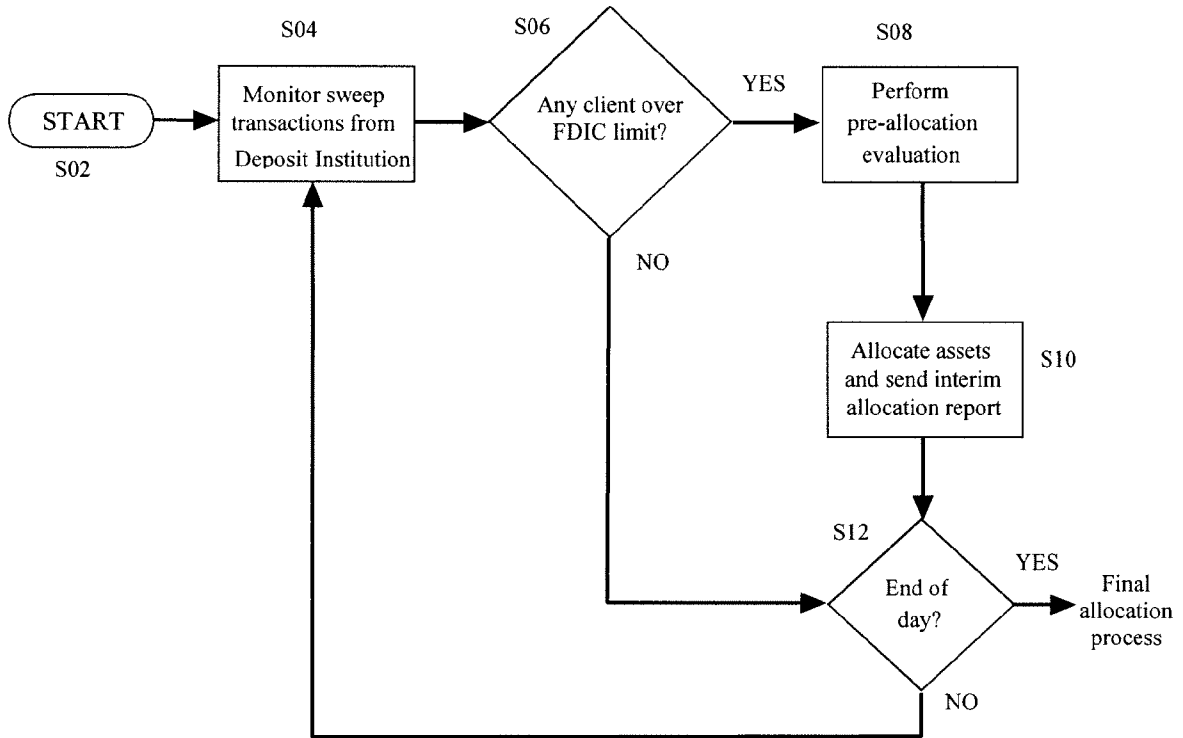 START
S02
S04
Monitor sweep
transactions from
Deposit Institution
S06
Any client over
FDIC limit?
YES
NO
S08
Perform
pre-allocation
evaluation
Allocate assets
and send interim
allocation report
S10
S12
End of
day?
YES
Final
allocation
process
NO